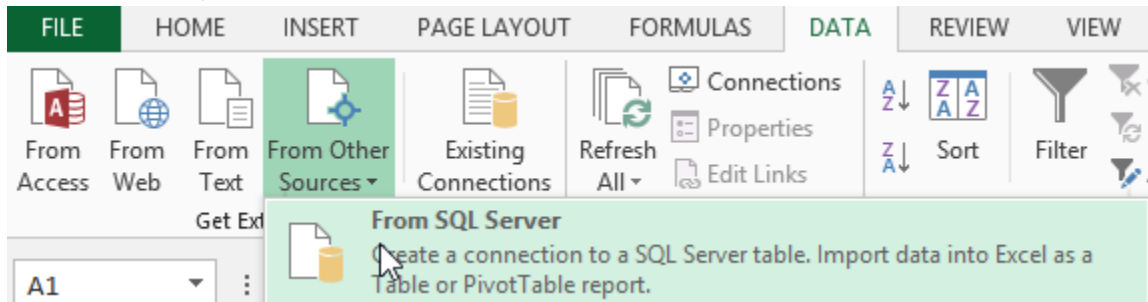 FILE HOME INSERT PAGE LAYOUT FORMULAS DATA REVIEW VIEW
From Access
From Web
From Text
From Other Sources
Existing Connections
Refresh All
Connections
Properties
Edit Links
A Z
Z A
Z A A Z
Sort
Filter
Get Ext
From SQL Server
Create a connection to a SQL Server table. Import data into Excel as a
Table or PivotTable report.
A1